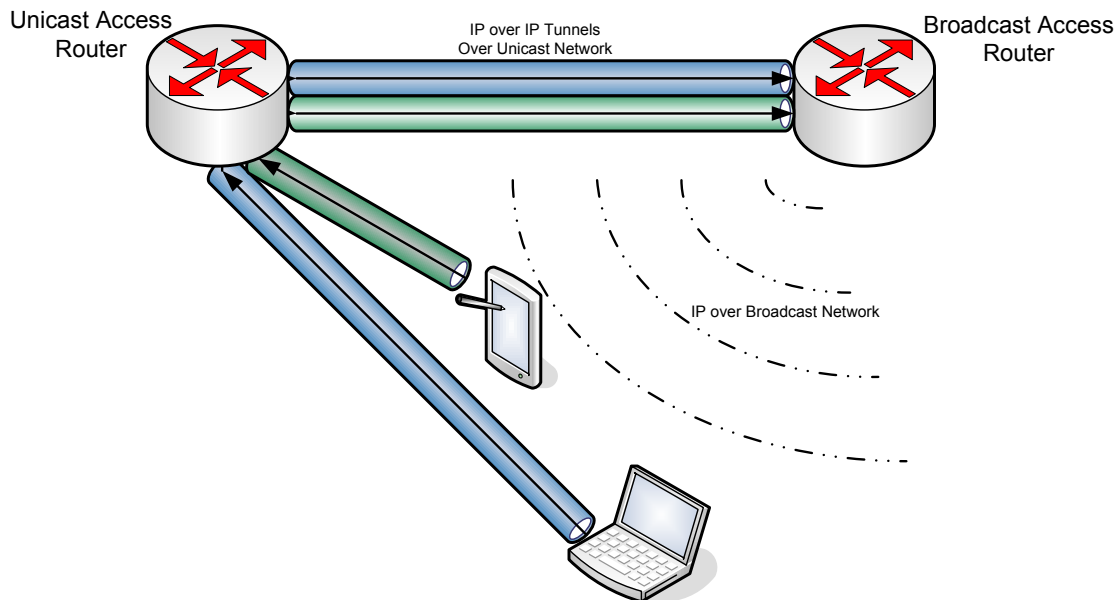 Unicast Access
Router
IP over IP Tunnels
Over Unicast Network
Broadcast Access
Router
IP over Broadcast Network